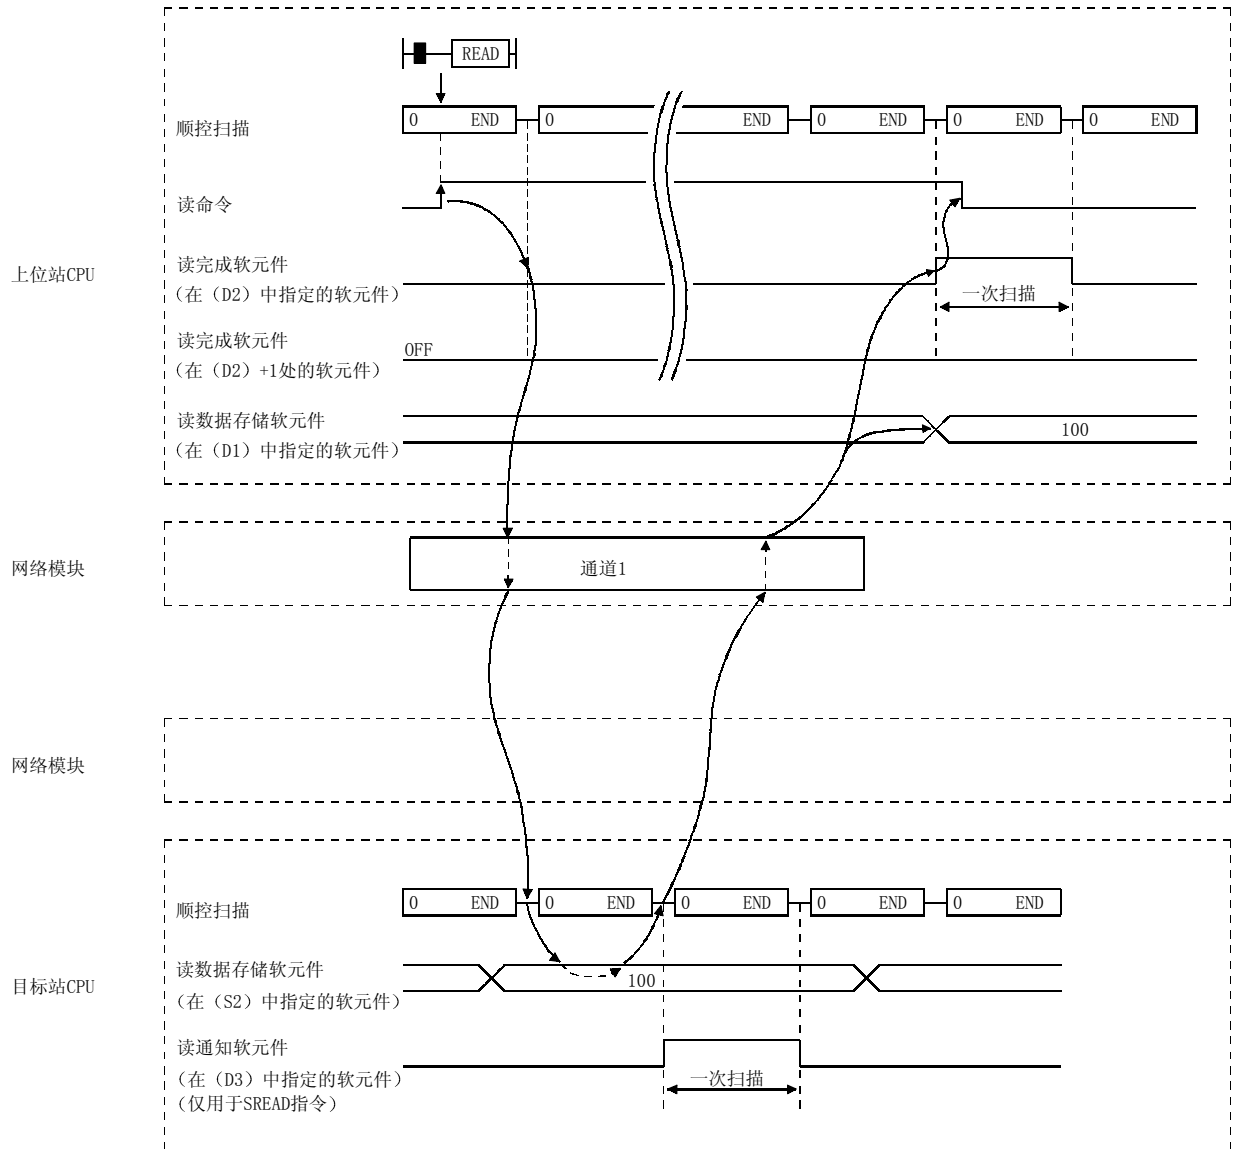 READ
顺控扫描
0 END 0 END 0 END 0 END 0 END
读命令
上位站CPU
读完成软元件
（在（D2）中指定的软元件）
一次扫描
读完成软元件
（在（D2）+1处的软元件）
OFF
读数据存储软元件
（在（D1）中指定的软元件）
100
网络模块
通道1
网络模块
顺控扫描
0 END 0 END 0 END 0 END 0 END
目标站CPU
读数据存储软元件
（在（S2）中指定的软元件）
100
读通知软元件
（在（D3）中指定的软元件）
（仅用于SREAD指令）
一次扫描